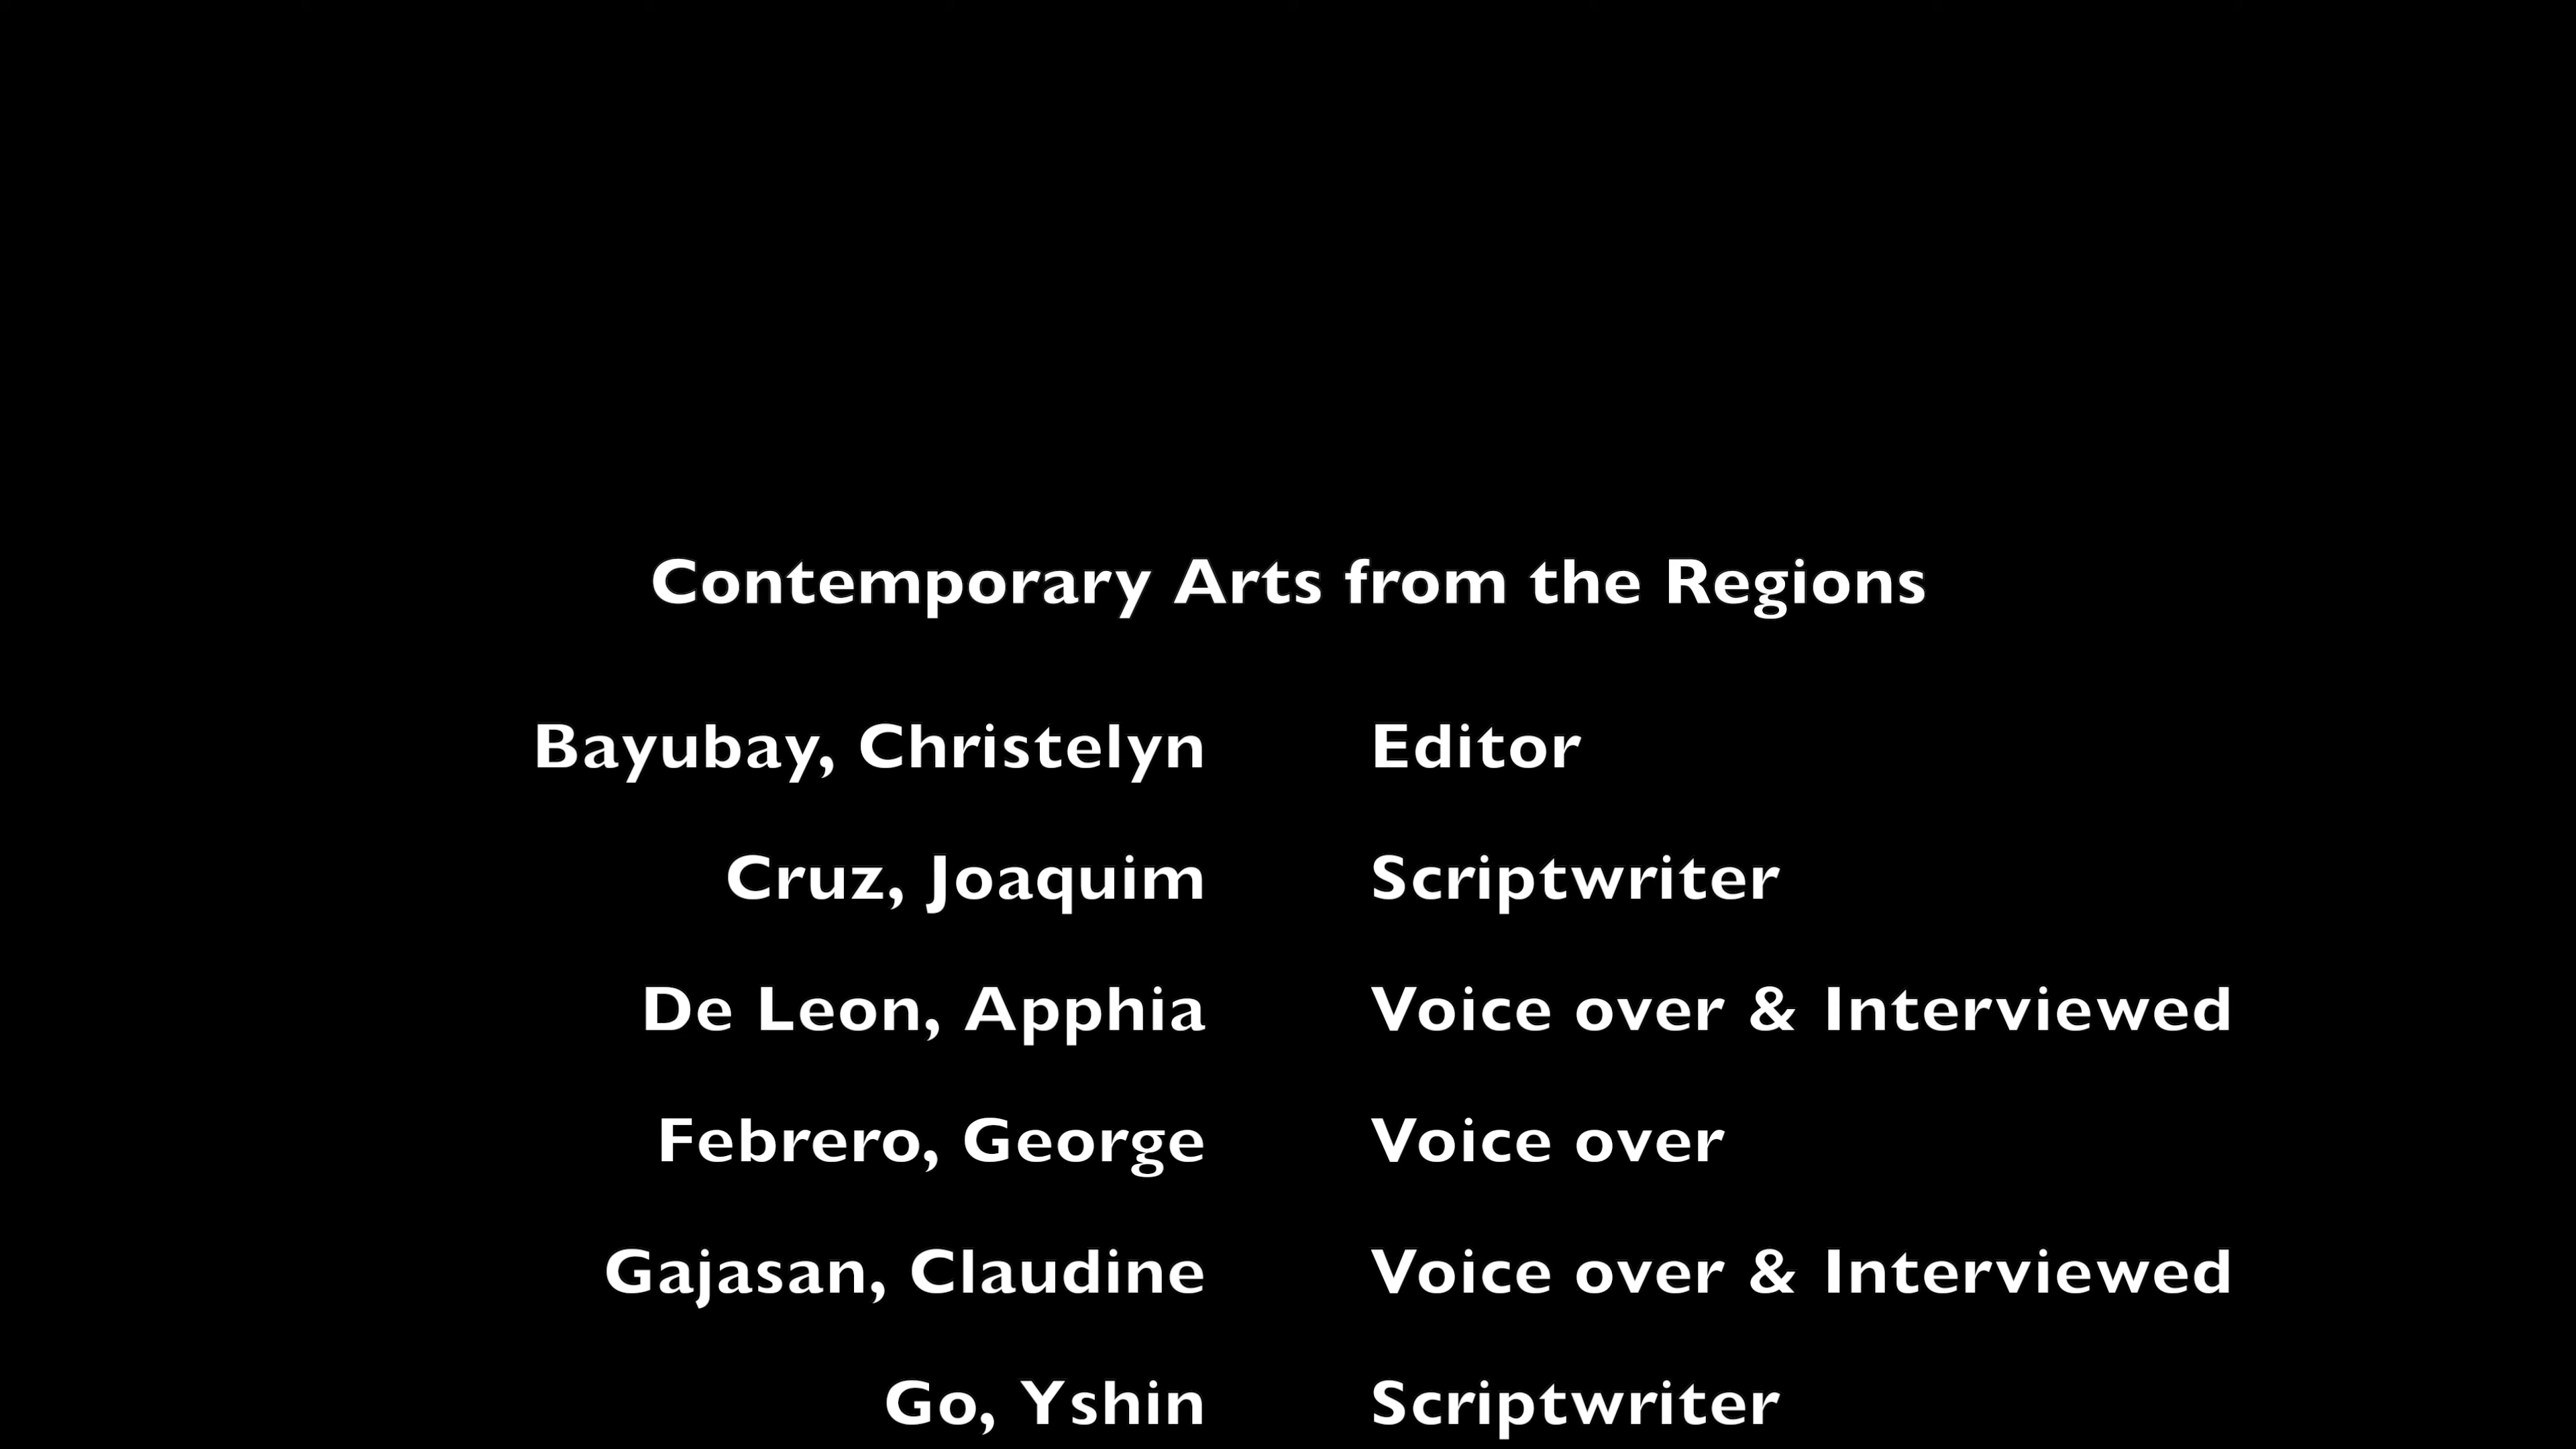 Contemporary Arts from the Regions
Bayubay, Christelyn Editor
Cruz, Joaquim Scriptwriter
De Leon, Apphia Voice over & Interviewed
Febrero, George Voice over
Gajasan, Claudine Voice over & Interviewed
Go, Yshin Scriptwriter